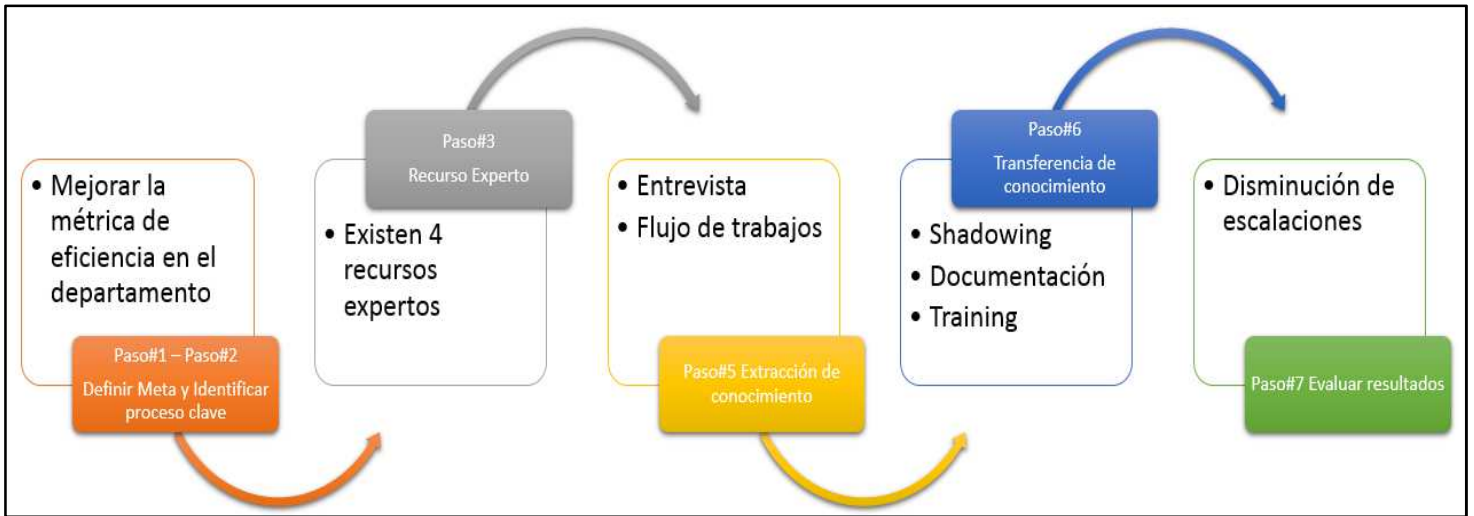 • Mejorar la
métrica de
eficiencia en el
departamento
Paso#1 – Paso#2
Definir Meta y Identificar
proceso clave
Paso#3
Recurso Experto
• Existen 4
recursos
expertos
• Entrevista
• Flujo de trabajos
Paso#5 Extracción de
conocimiento
Paso#6
Transferencia de
conocimiento
• Shadowing
• Documentación
• Training
• Disminución de
escalaciones
Paso#7 Evaluar resultados